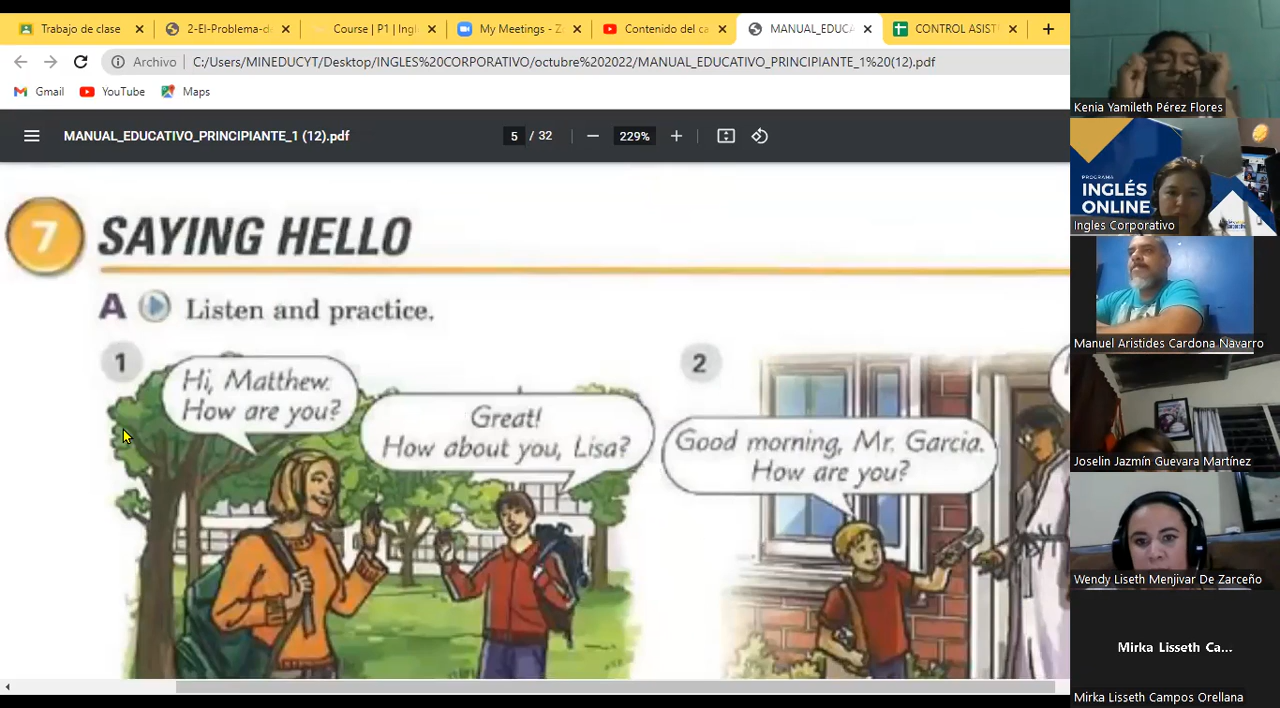 Trabajo de clase
2-El-Problema-d
Course | P1 | Ingl
My Meetings - Z
Contenido del ca
MANUAL_EDUCA
CONTROL ASIST
Archivo
C:/Users/MINEDUCYT/Desktop/INGLES%20CORPORATIVO/octubre%202022/MANUAL_EDUCATIVO_PRINCIPIANTE_1%20(12).pdf
Gmail
YouTube
Maps
MANUAL_EDUCATIVO_PRINCIPIANTE_1 (12).pdf
5 / 32
229%
7 SAYING HELLO
A Listen and practice.
1
Hi, Matthew.
How are you?
Great!
How about you, Lisa?
2
Good morning, Mr. Garcia.
How are you?
Kenia Yamileth Pérez Flores
PROGRAMA
INGLÉS
ONLINE
Ingles Corporativo
Manuel Aristides Cardona Navarro
Joselin Jazmín Guevara Martínez
Wendy Liseth Menjivar De Zarceño
Mirka Lisseth Ca...
Mirka Lisseth Campos Orellana